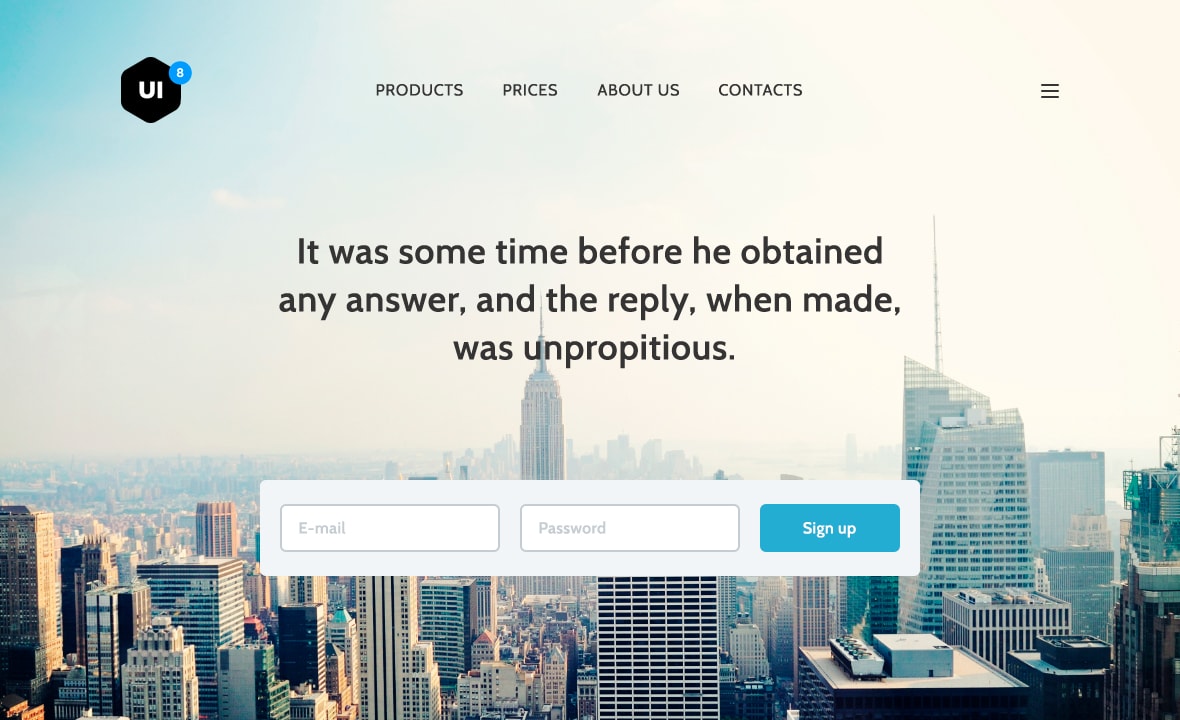 UI 8
PRODUCTS PRICES ABOUT US CONTACTS
It was some time before he obtained
any answer, and the reply, when made,
was unpropitious.
E-mail Password Sign up